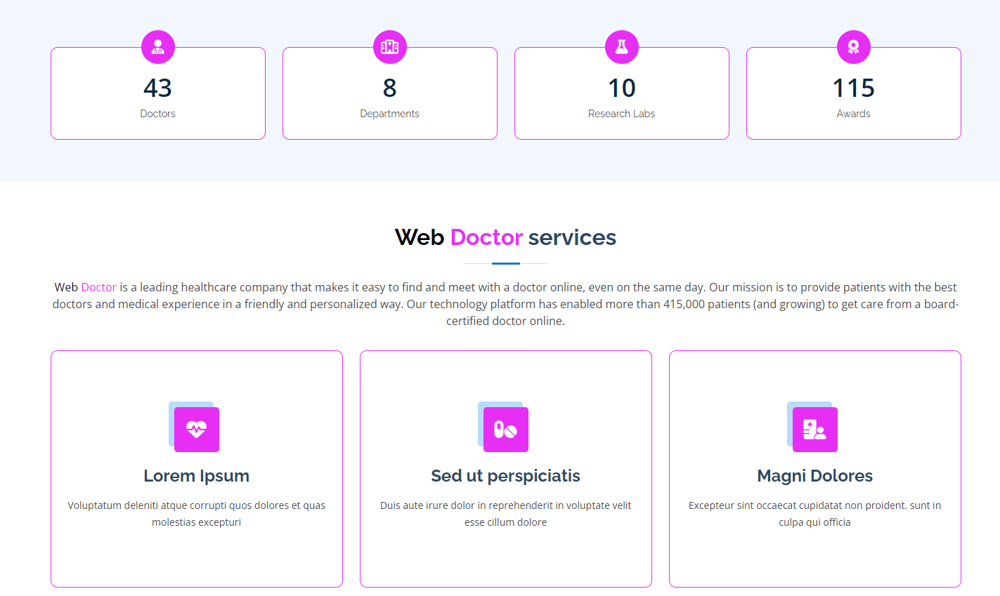 43
Doctors
8
Departments
10
Research Labs
115
Awards
Web Doctor services
Web Doctor is a leading healthcare company that makes it easy to find and meet with a doctor online, even on the same day. Our mission is to provide patients with the best
doctors and medical experience in a friendly and personalized way. Our technology platform has enabled more than 415,000 patients (and growing) to get care from a board-
certified doctor online.
Lorem Ipsum
Voluptatum deleniti atque corrupti quos dolores et quas
molestias excepturi
Sed ut perspiciatis
Duis aute irure dolor in reprehenderit in voluptate velit
esse cillum dolore
Magni Dolores
Excepteur sint occaecat cupidatat non proident, sunt in
culpa qui officia